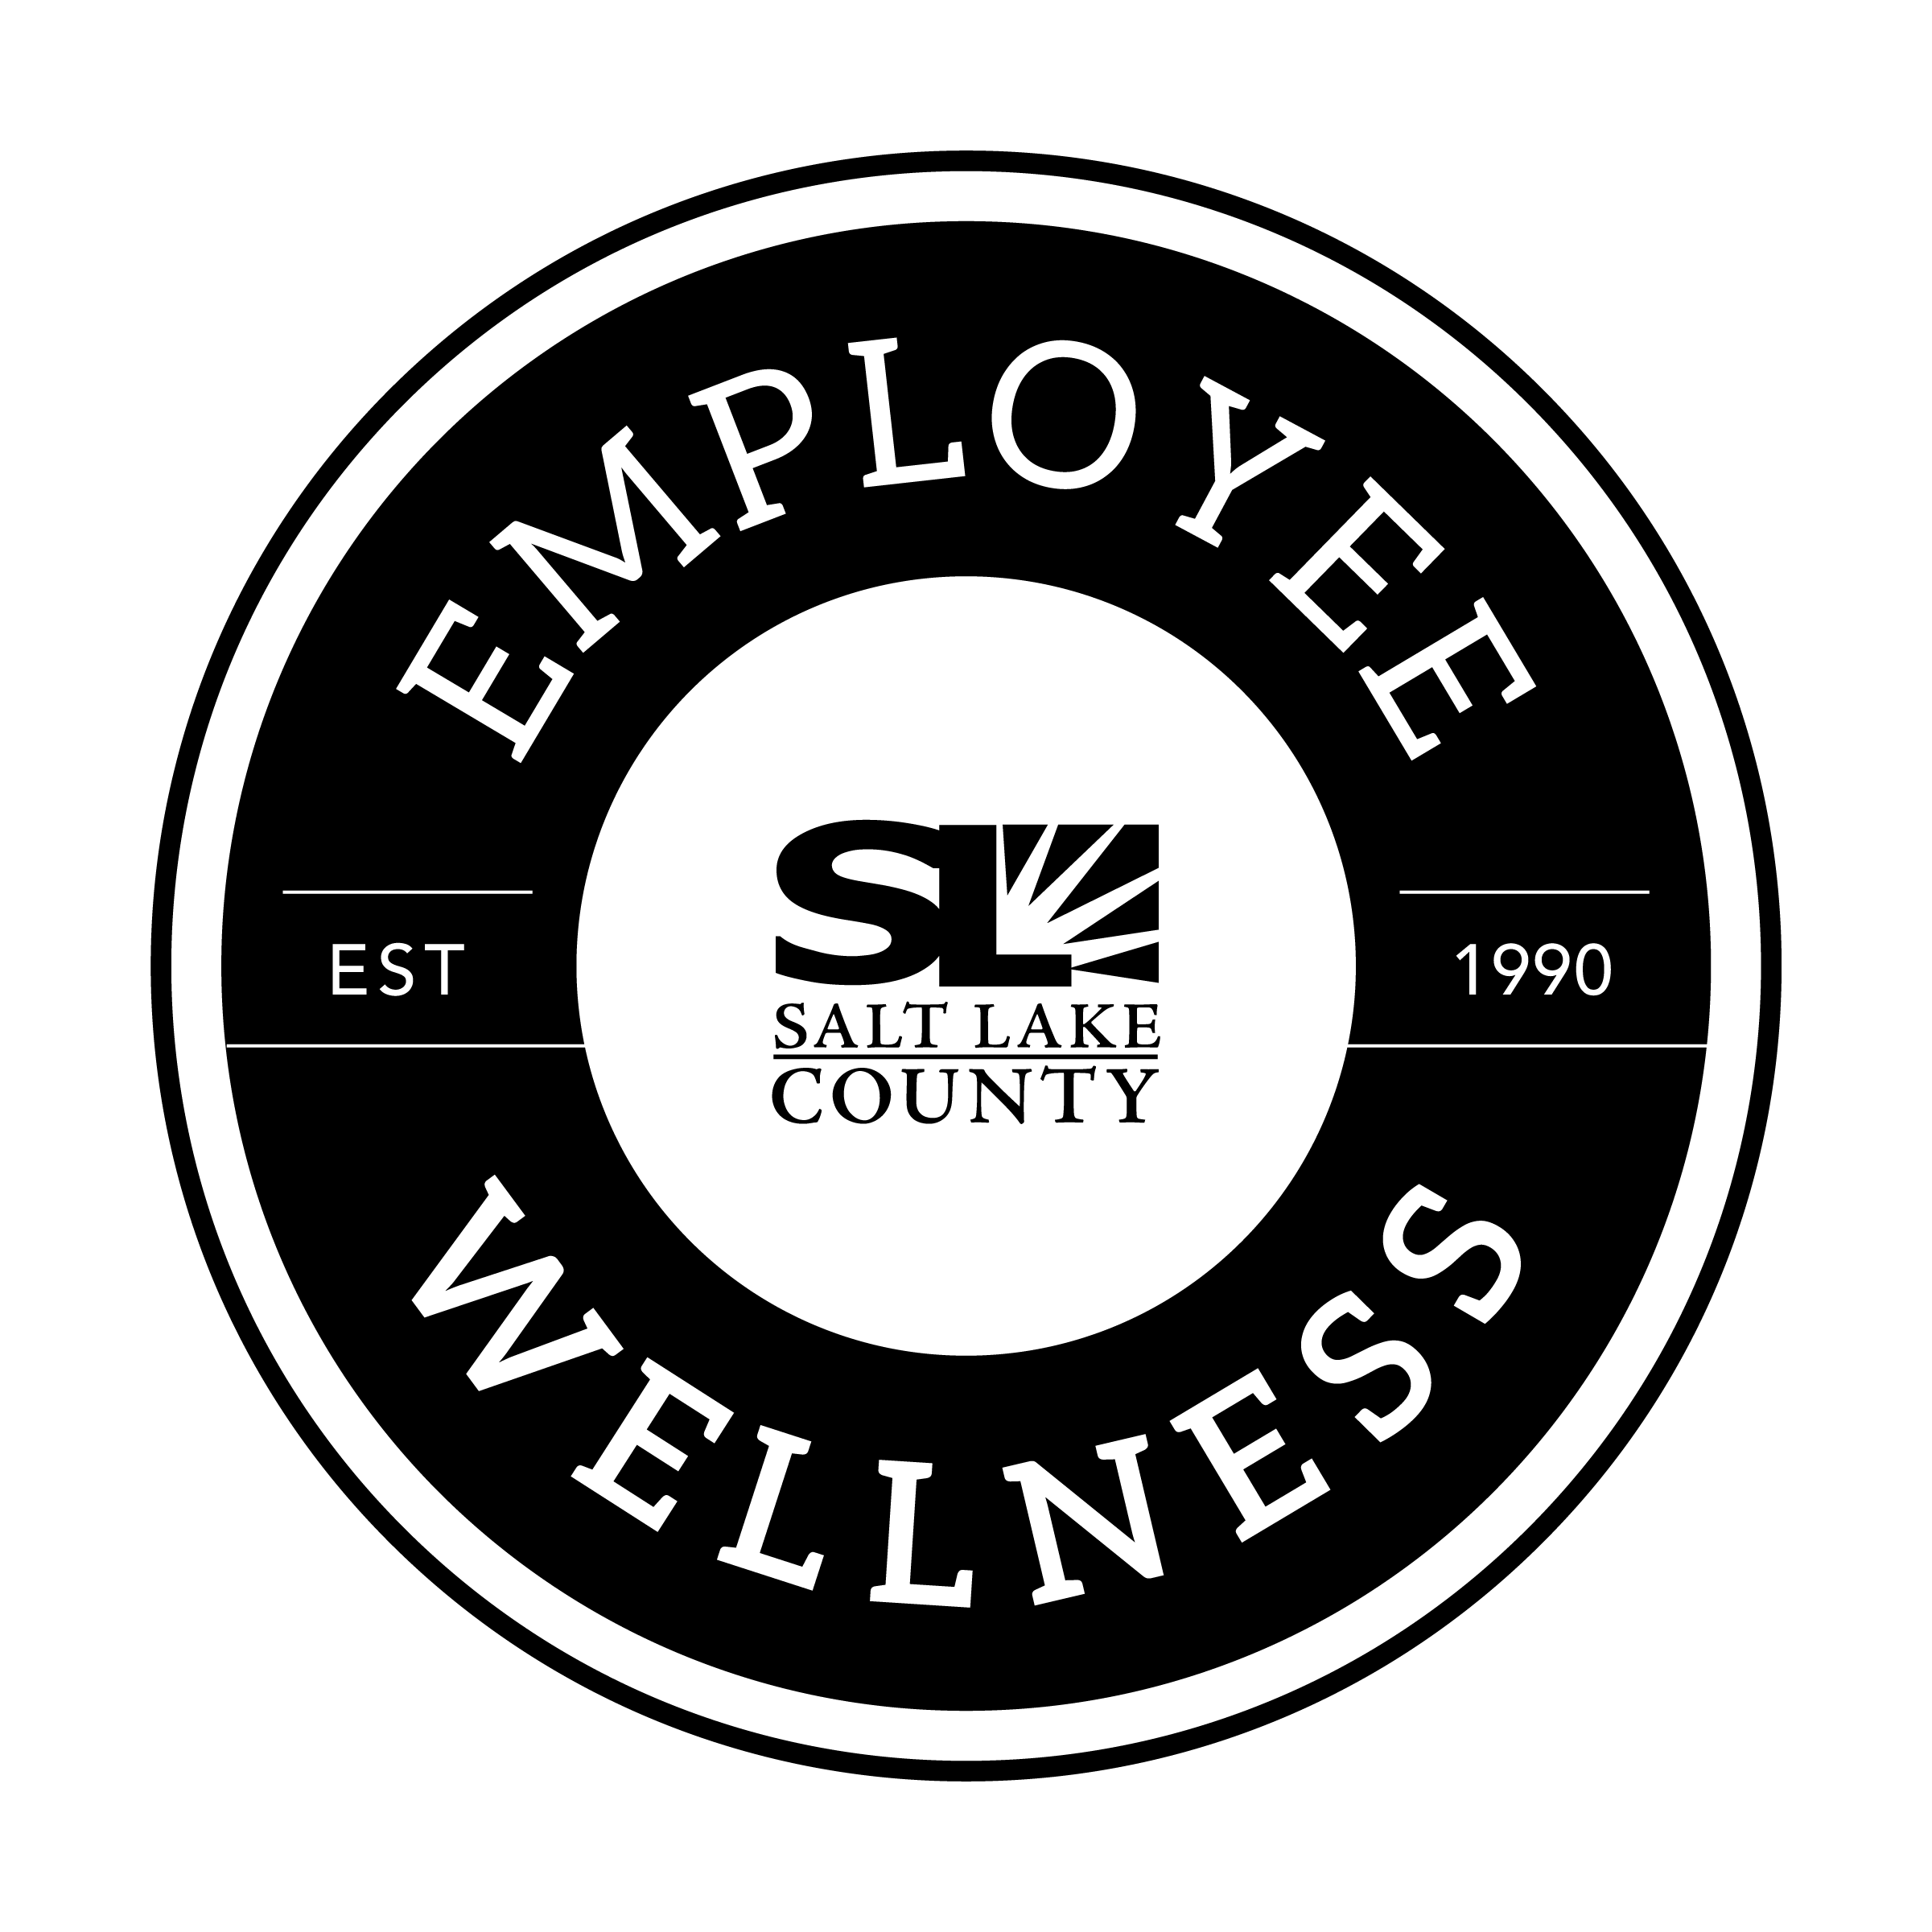 EMPLOYEE
EST
1990
SL
SALT LAKE
COUNTY
WELLNESS